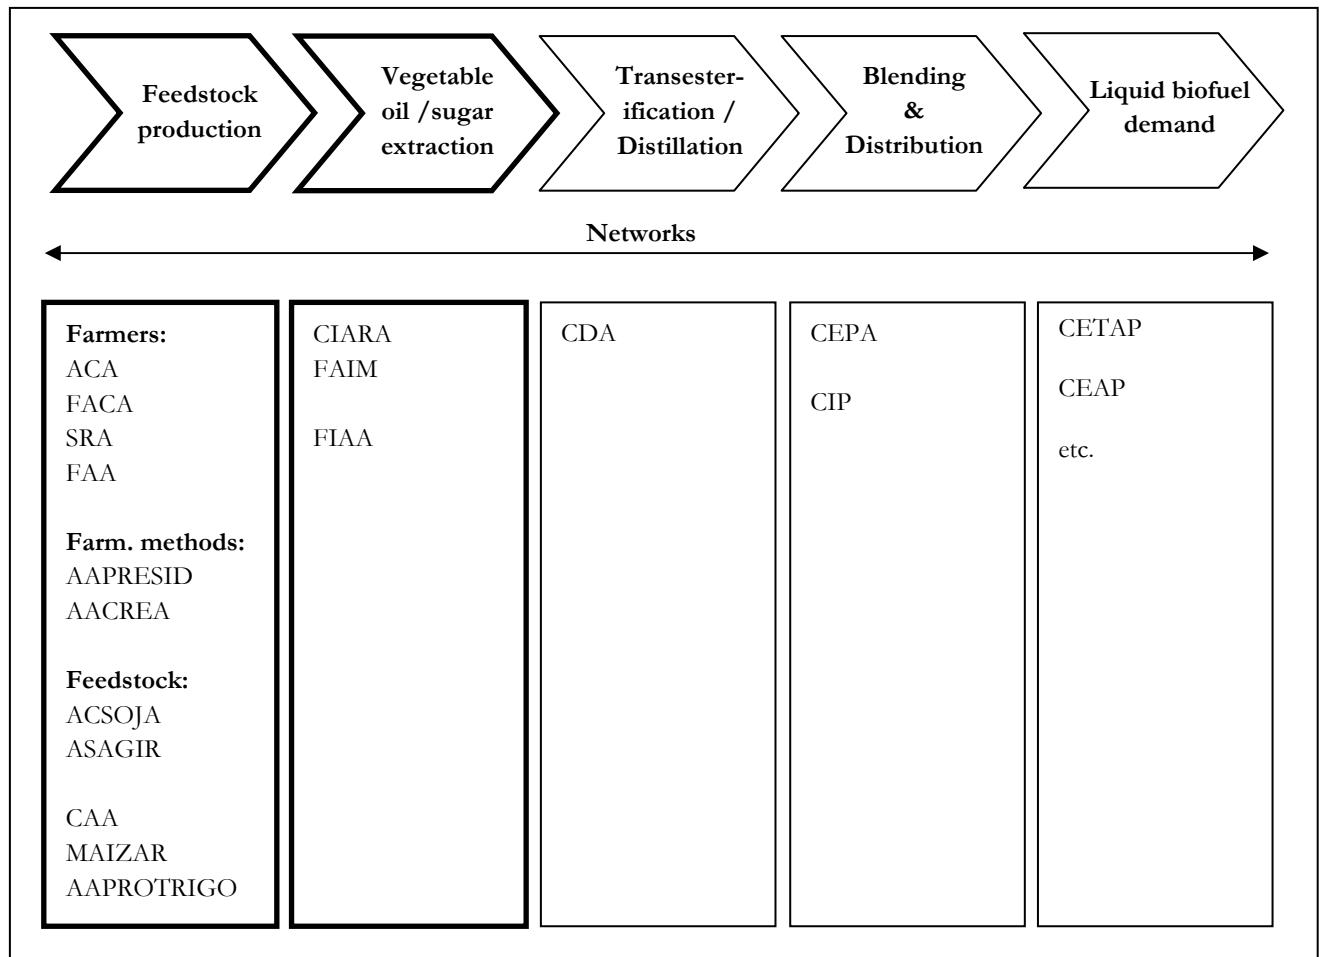 Feedstock
production
Vegetable
oil /sugar
extraction
Transester-
ification /
Distillation
Blending
&
Distribution
Liquid biofuel
demand
Networks
Farmers:
ACA
FACA
SRA
FAA
Farm. methods:
AAPRESID
AACREA
Feedstock:
ACSOJA
ASAGIR
CAA
MAIZAR
AAPROTRIGO
CIARA
FAIM
FIAA
CDA
CEPA
CIP
CETAP
CEAP
etc.